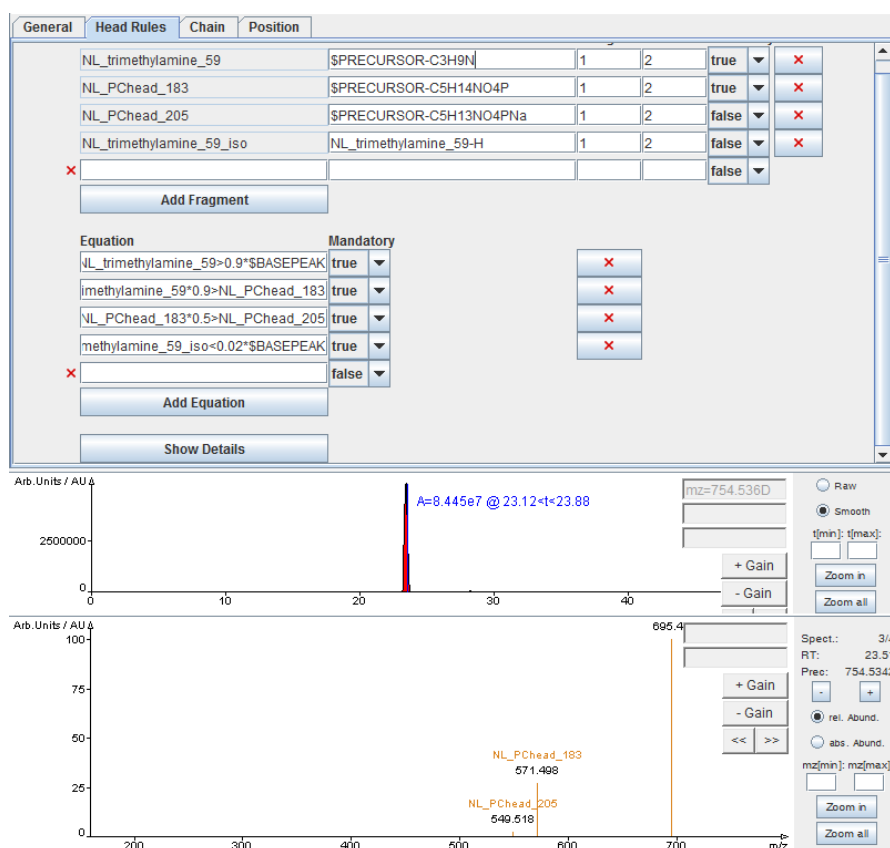 General Head Rules Chain Position
NL_trimethylamine_59 $PRECURSOR-C3H9N 1 2 true
NL_PChead_183 $PRECURSOR-C5H14NO4P 1 2 true
NL_PChead_205 $PRECURSOR-C5H13NO4PNa 1 2 false
NL_trimethylamine_59_iso NL_trimethylamine_59-H 1 2 false
false
Add Fragment
Equation Mandatory
NL_trimethylamine_59>0.9*$BASEPEAK true
imethylamine_59*0.9>NL_PChead_183 true
NL_PChead_183*0.5>NL_PChead_205 true
methylamine_59_iso<0.02*$BASEPEAK true
false
Add Equation
Show Details
Arb.Units / AU
A=8.445e7 @ 23.12<t<23.88
2500000
0
0 10 20 30 40
mz=754.536D
+ Gain
- Gain
Raw
Smooth
t[min]: t[max]:
Zoom in
Zoom all
Arb.Units / AU
100
75
50
25
0
695.4
NL_PChead_183
571.498
NL_PChead_205
549.518
200 300 400 500 600 700 m/z
+ Gain
- Gain
<< >>
Spect.: 3/
RT: 23.5
Prec: 754.534
- +
rel. Abund.
abs. Abund.
mz[min]: mz[max]
Zoom in
Zoom all